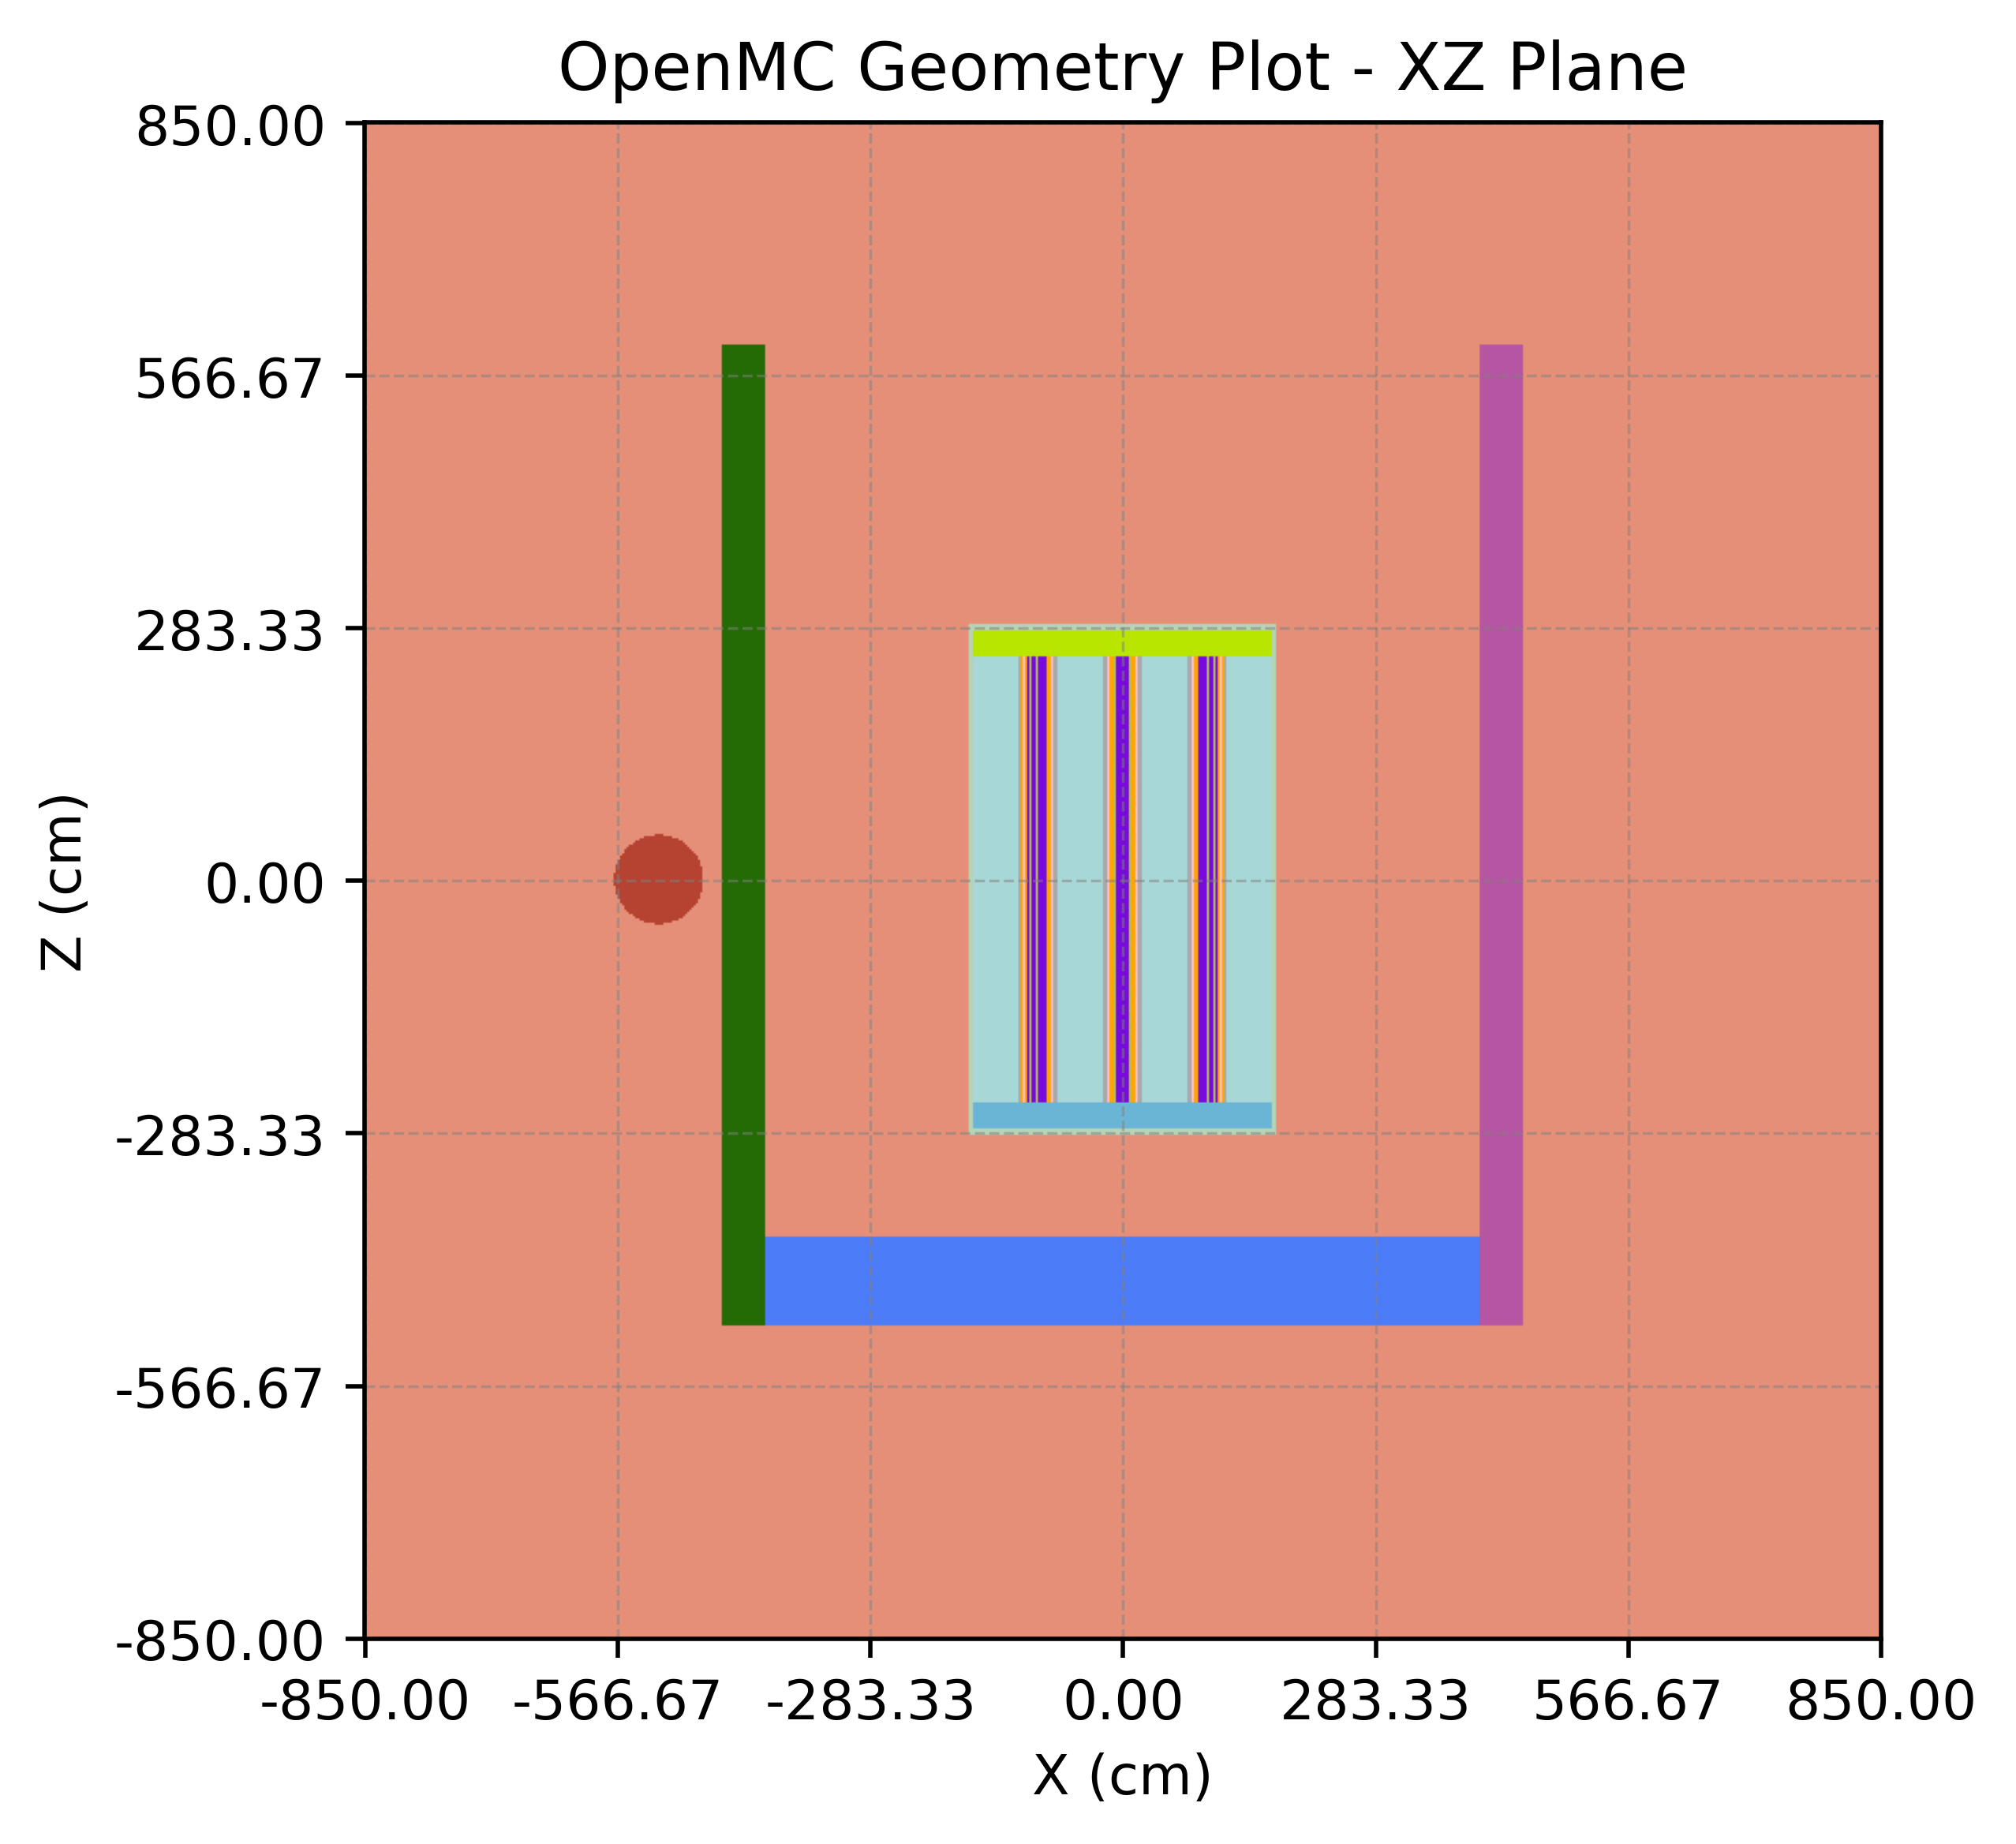 OpenMC Geometry Plot - XZ Plane
850.00
566.67
283.33
0.00
-283.33
-566.67
-850.00
Z (cm)
-850.00 -566.67 -283.33 0.00 283.33 566.67 850.00
X (cm)